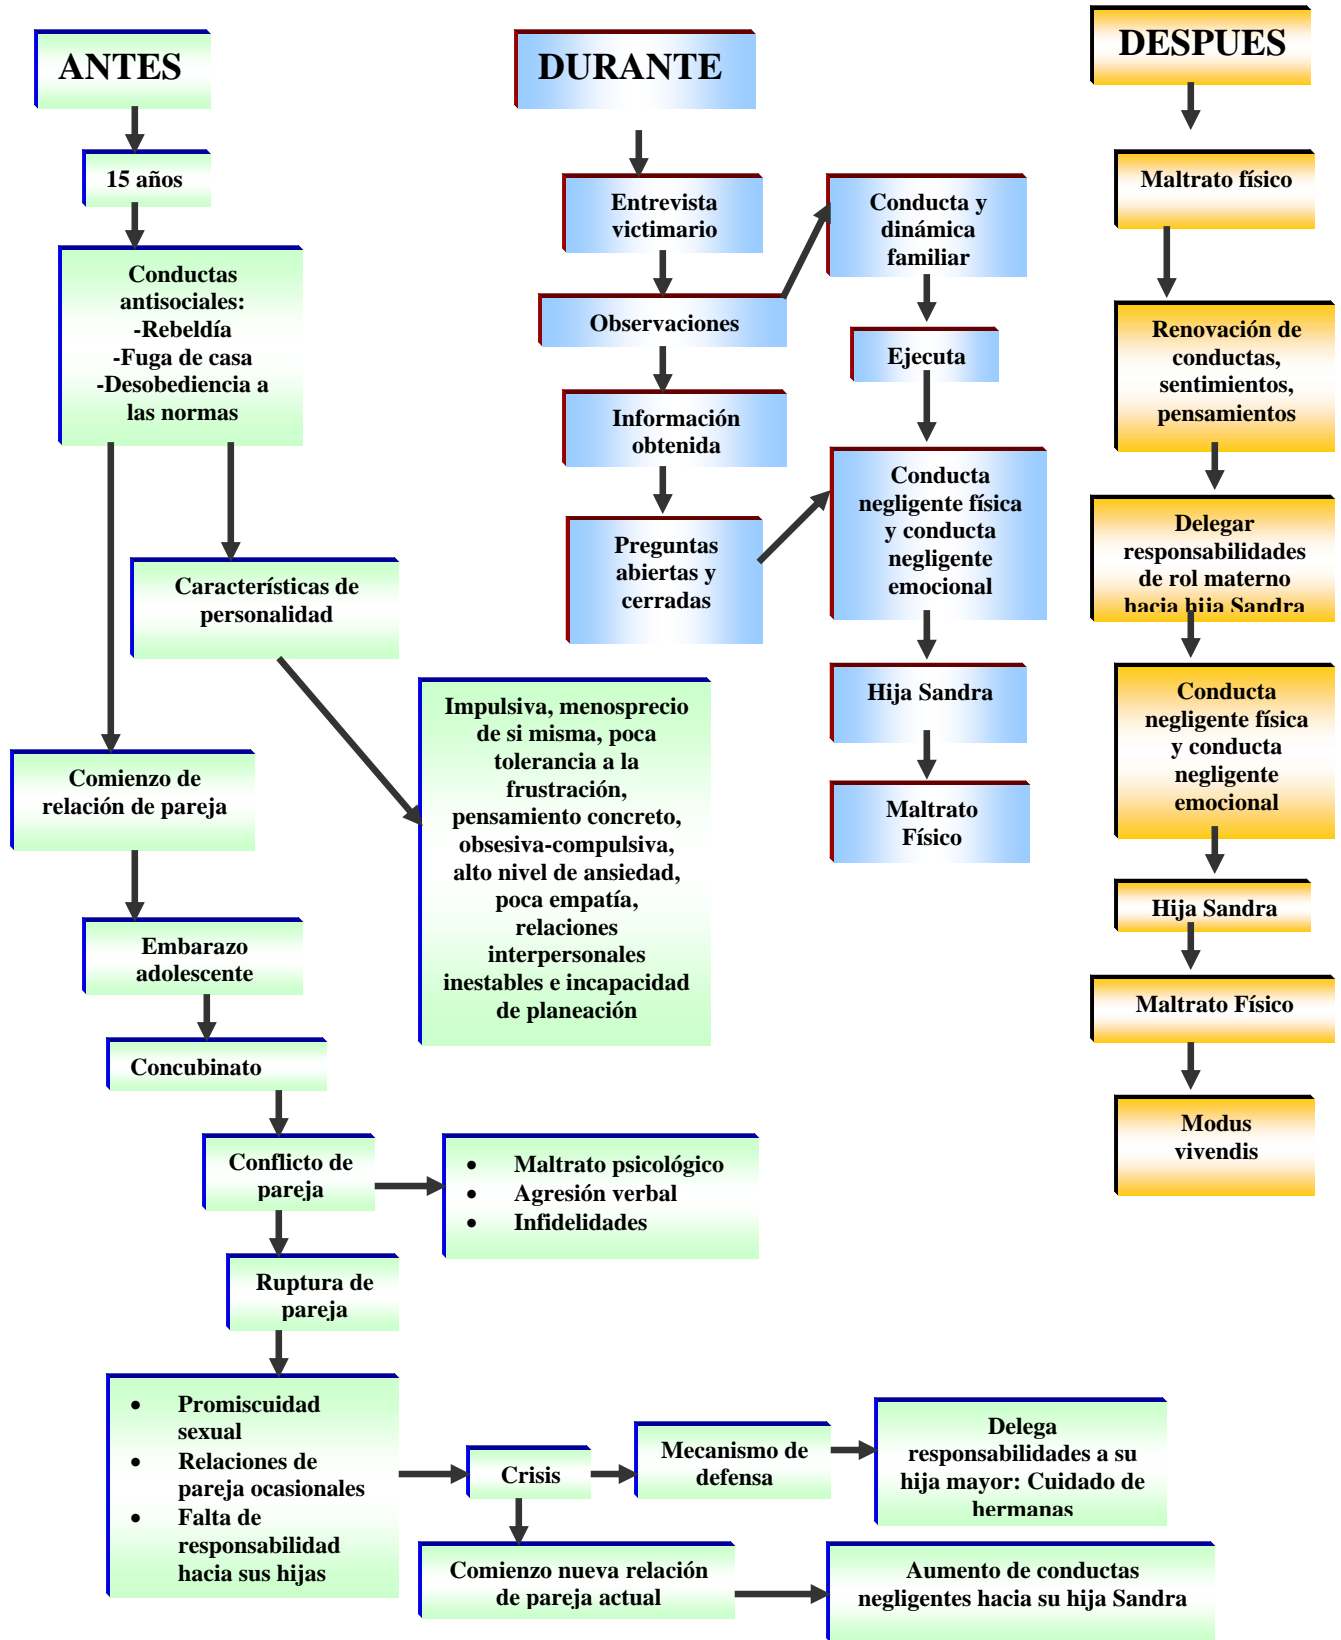 ANTES
15 años
Conductas
antisociales:
-Rebeldía
-Fuga de casa
-Desobediencia a
las normas
Características de
personalidad
Impulsiva, menosprecio
de si misma, poca
tolerancia a la
frustración,
pensamiento concreto,
obsesiva-compulsiva,
alto nivel de ansiedad,
poca empatía,
relaciones
interpersonales
inestables e incapacidad
de planeación
Comienzo de
relación de pareja
Embarazo
adolescente
Concubinato
Conflicto de
pareja
• Maltrato psicológico
• Agresión verbal
• Infidelidades
Ruptura de
pareja
• Promiscuidad
sexual
• Relaciones de
pareja ocasionales
• Falta de
responsabilidad
hacia sus hijas
Crisis
Mecanismo de
defensa
Delega
responsabilidades a su
hija mayor: Cuidado de
hermanas
Comienzo nueva relación
de pareja actual
Aumento de conductas
negligentes hacia su hija Sandra
DURANTE
Entrevista
victimario
Observaciones
Información
obtenida
Preguntas
abiertas y
cerradas
Conducta y
dinámica
familiar
Ejecuta
Conducta
negligente física
y conducta
negligente
emocional
Hija Sandra
Maltrato
Físico
DESPUES
Maltrato físico
Renovación de
conductas,
sentimientos,
pensamientos
Delegar
responsabilidades
de rol materno
hacia hija Sandra
Conducta
negligente física
y conducta
negligente
emocional
Hija Sandra
Maltrato Físico
Modus
vivendis